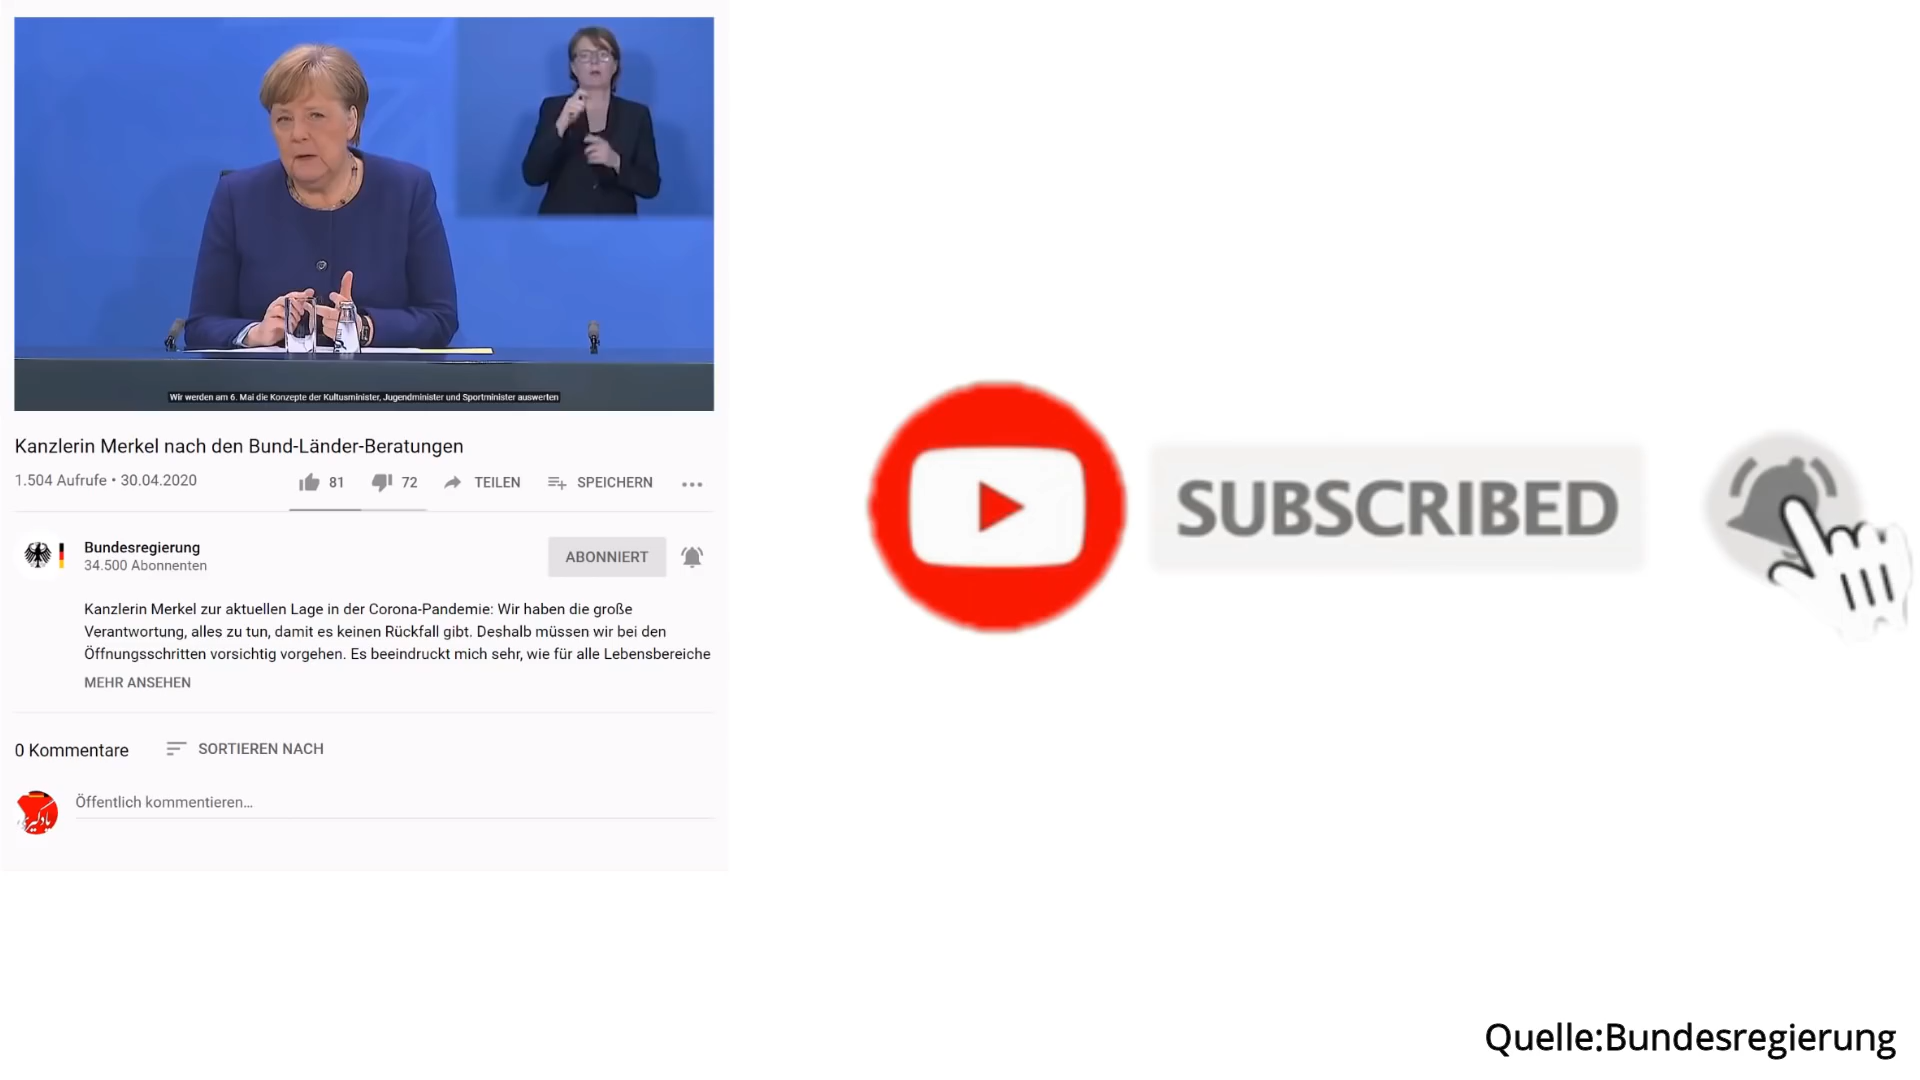 Wir werden am 6. Mai die Konzepte der Kultusminister, Jugendminister und Sportminister auswerten
Kanzlerin Merkel nach den Bund-Länder-Beratungen
1.504 Aufrufe • 30.04.2020
81
72
TEILEN
SPEICHERN
Bundesregierung
34.500 Abonnenten
ABONNIERT
Kanzlerin Merkel zur aktuellen Lage in der Corona-Pandemie: Wir haben die große
Verantwortung, alles zu tun, damit es keinen Rückfall gibt. Deshalb müssen wir bei den
Öffnungsschritten vorsichtig vorgehen. Es beeindruckt mich sehr, wie für alle Lebensbereiche
MEHR ANSEHEN
0 Kommentare
SORTIEREN NACH
Öffentlich kommentieren...
SUBSCRIBED
Quelle:Bundesregierung